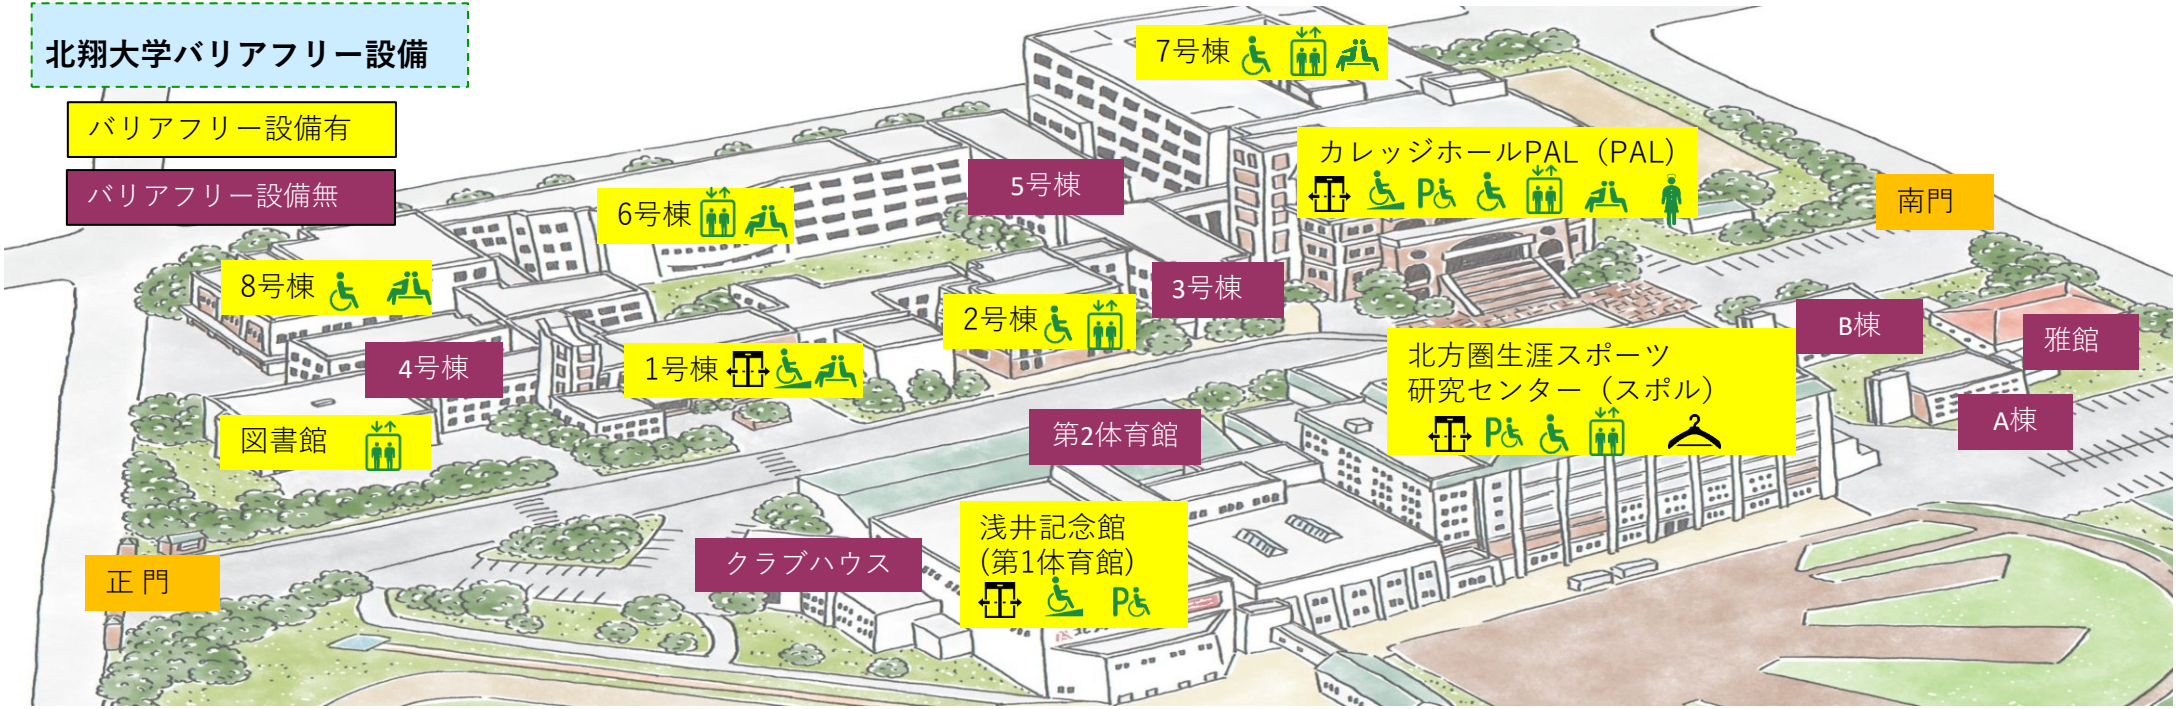 北翔大学バリアフリー設備
バリアフリー設備有
バリアフリー設備無
7号棟
カレッジホールPAL（PAL）
P
5号棟
6号棟
南門
8号棟
3号棟
2号棟
B棟
雅館
4号棟
1号棟
北方圏生涯スポーツ
研究センター（スポル）
P
A棟
図書館
第2体育館
浅井記念館
(第1体育館)
P
クラブハウス
正 門